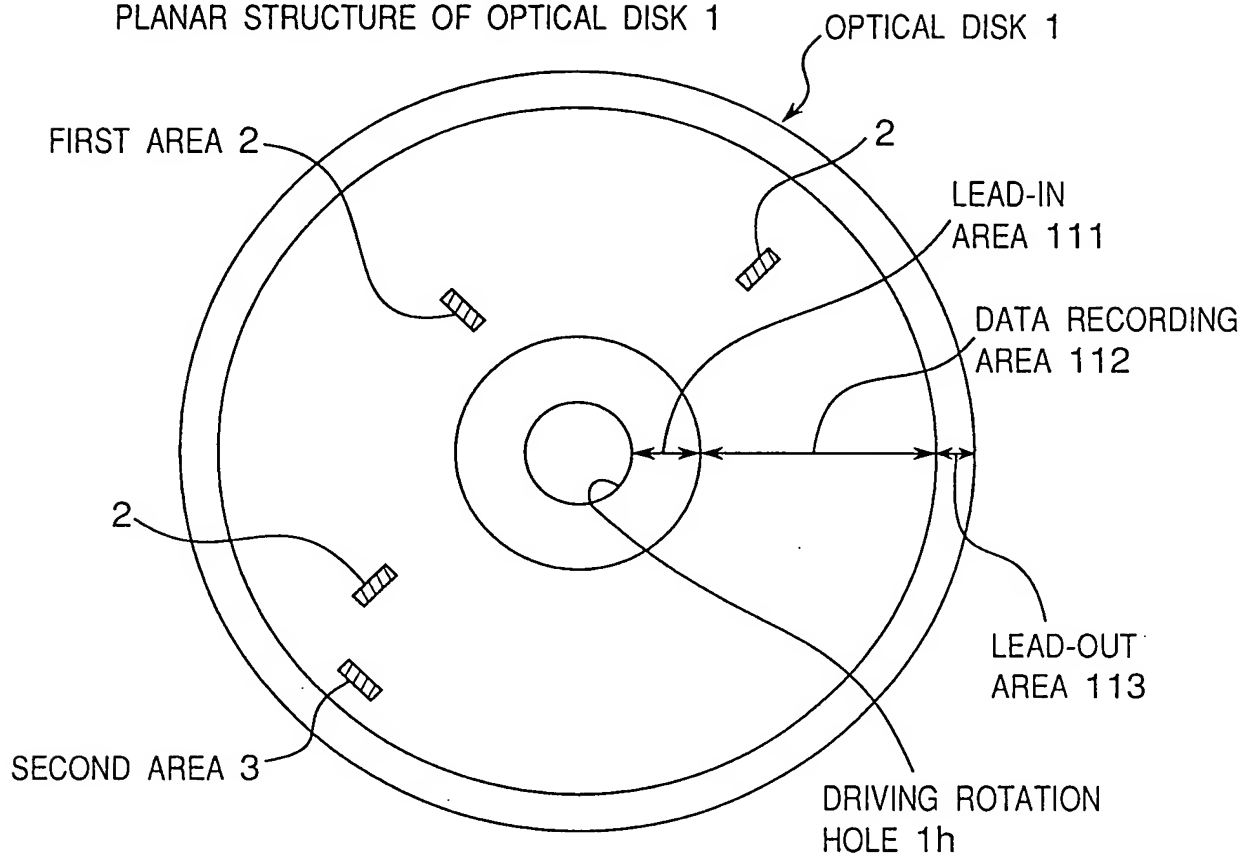 PLANAR STRUCTURE OF OPTICAL DISK 1
OPTICAL DISK 1
FIRST AREA 2
2
LEAD-IN
AREA 111
DATA RECORDING
AREA 112
2
LEAD-OUT
AREA 113
SECOND AREA 3
DRIVING ROTATION
HOLE 1h